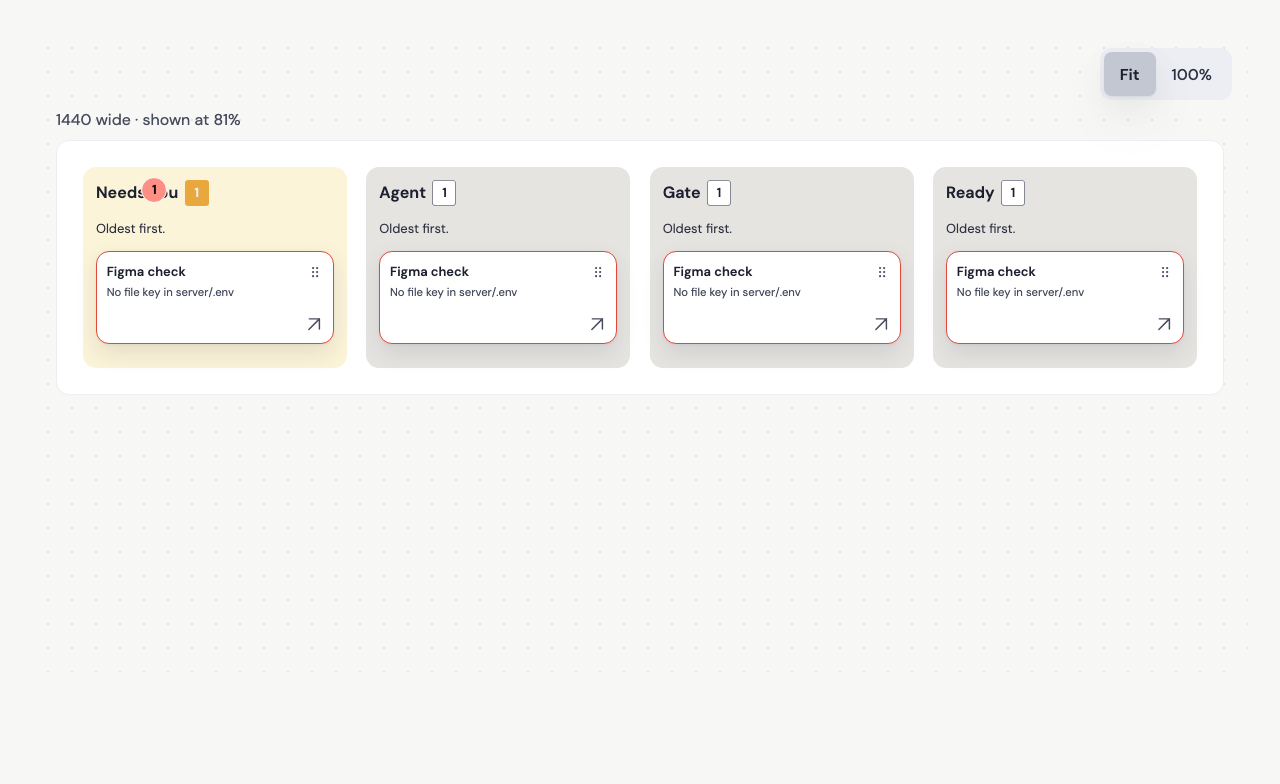 Fit 100%
1440 wide · shown at 81%
Needs 1 u 1
Oldest first.
Figma check
No file key in server/.env
Agent 1
Oldest first.
Figma check
No file key in server/.env
Gate 1
Oldest first.
Figma check
No file key in server/.env
Ready 1
Oldest first.
Figma check
No file key in server/.env